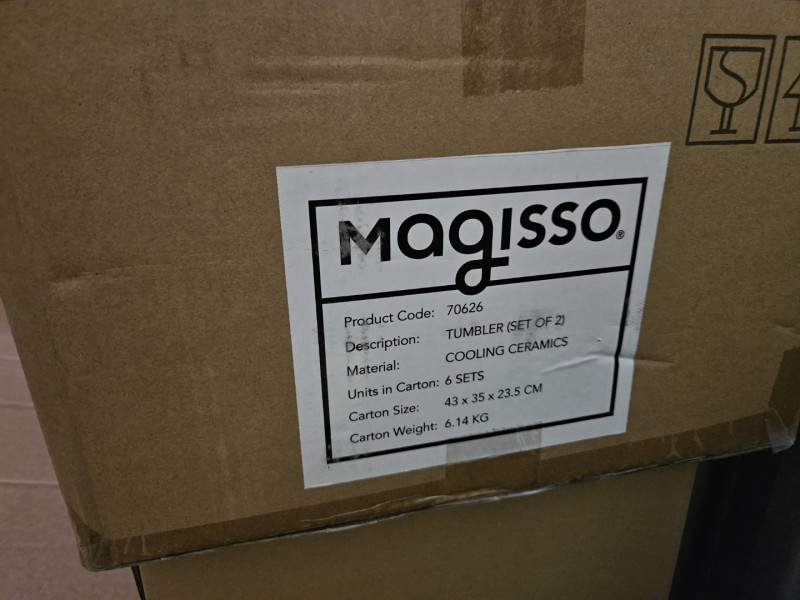 MagIsso®
Product Code: 70626
Description: TUMBLER (SET OF 2)
Material: COOLING CERAMICS
Units in Carton: 6 SETS
Carton Size: 43 x 35 x 23.5 CM
Carton Weight: 6.14 KG